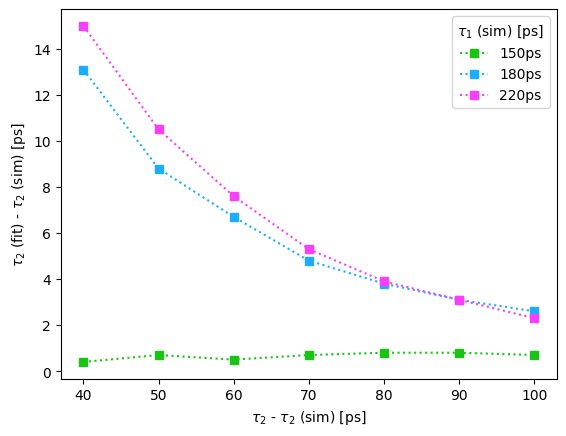 14
12
10
8
6
4
2
0
τ₂ (fit) - τ₂ (sim) [ps]
τ₁ (sim) [ps]
150ps
180ps
220ps
40 50 60 70 80 90 100
τ₂ - τ₂ (sim) [ps]